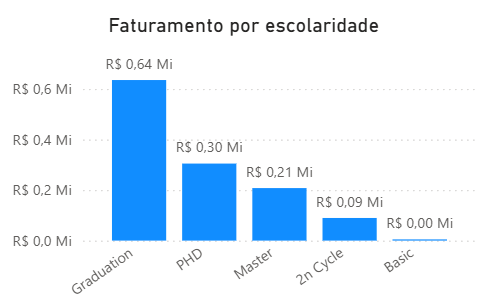 Faturamento por escolaridade
R$ 0,64 Mi
R$ 0,6 Mi
R$ 0,4 Mi
R$ 0,30 Mi
R$ 0,21 Mi
R$ 0,2 Mi
R$ 0,09 Mi
R$ 0,00 Mi
R$ 0,0 Mi
Graduation
PHD
Master
2n Cycle
Basic